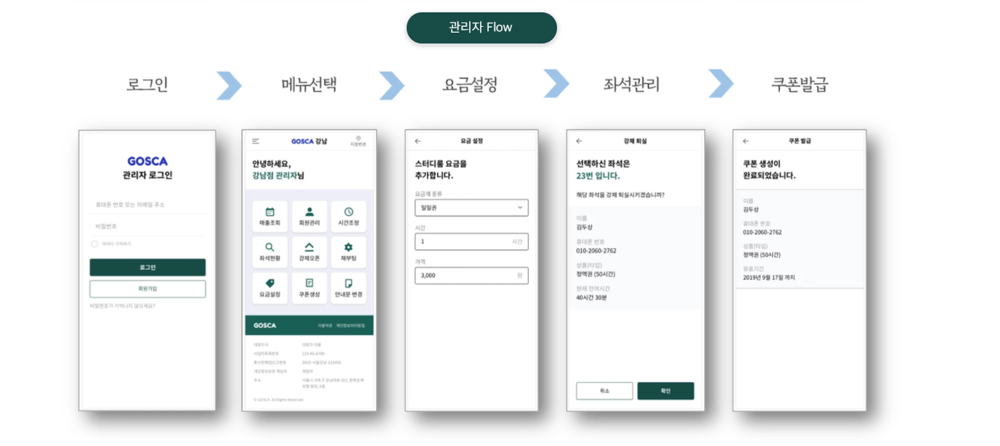 관리자 Flow
로그인
메뉴선택
요금설정
좌석관리
쿠폰발급
GOSCA
관리자 로그인
휴대폰 번호 또는 이메일 주소
비밀번호
아이디 기억하기
로그인
회원가입
비밀번호가 기억나지 않으세요?
GOSCA 강남
지점변경
안녕하세요,
강남점 관리자님
매출조회
회원관리
시간조정
좌석현황
강제오픈
재부팅
요금설정
쿠폰생성
안내문 변경
GOSCA
이용약관 개인정보처리방침
대표자 이름
사업자등록번호
123-45-6789
통신판매업신고번호
2019-서울강남-123456
개인정보보호 책임자
책임자
주소
서울시 서초구 강남대로 311,
빌딩, 6층
© GOSCA. All Rights Reserved
요금 설정
스터디룸 요금을
추가합니다.
요금제 종류
일일권
시간
1 시간
가격
3,000 원
강제 퇴실
선택하신 좌석은
23번 입니다.
해당 좌석을 강제 퇴실시키겠습니까?
이름
김두상
휴대폰 번호
010-2060-2762
상품(타입)
정액권 (50시간)
현재 잔여시간
40시간 30분
취소
확인
쿠폰 발급
쿠폰 생성이
완료되었습니다.
이름
김두상
휴대폰 번호
010-2060-2762
상품(타입)
정액권 (50시간)
유효기간
2019년 9월 17일 까지